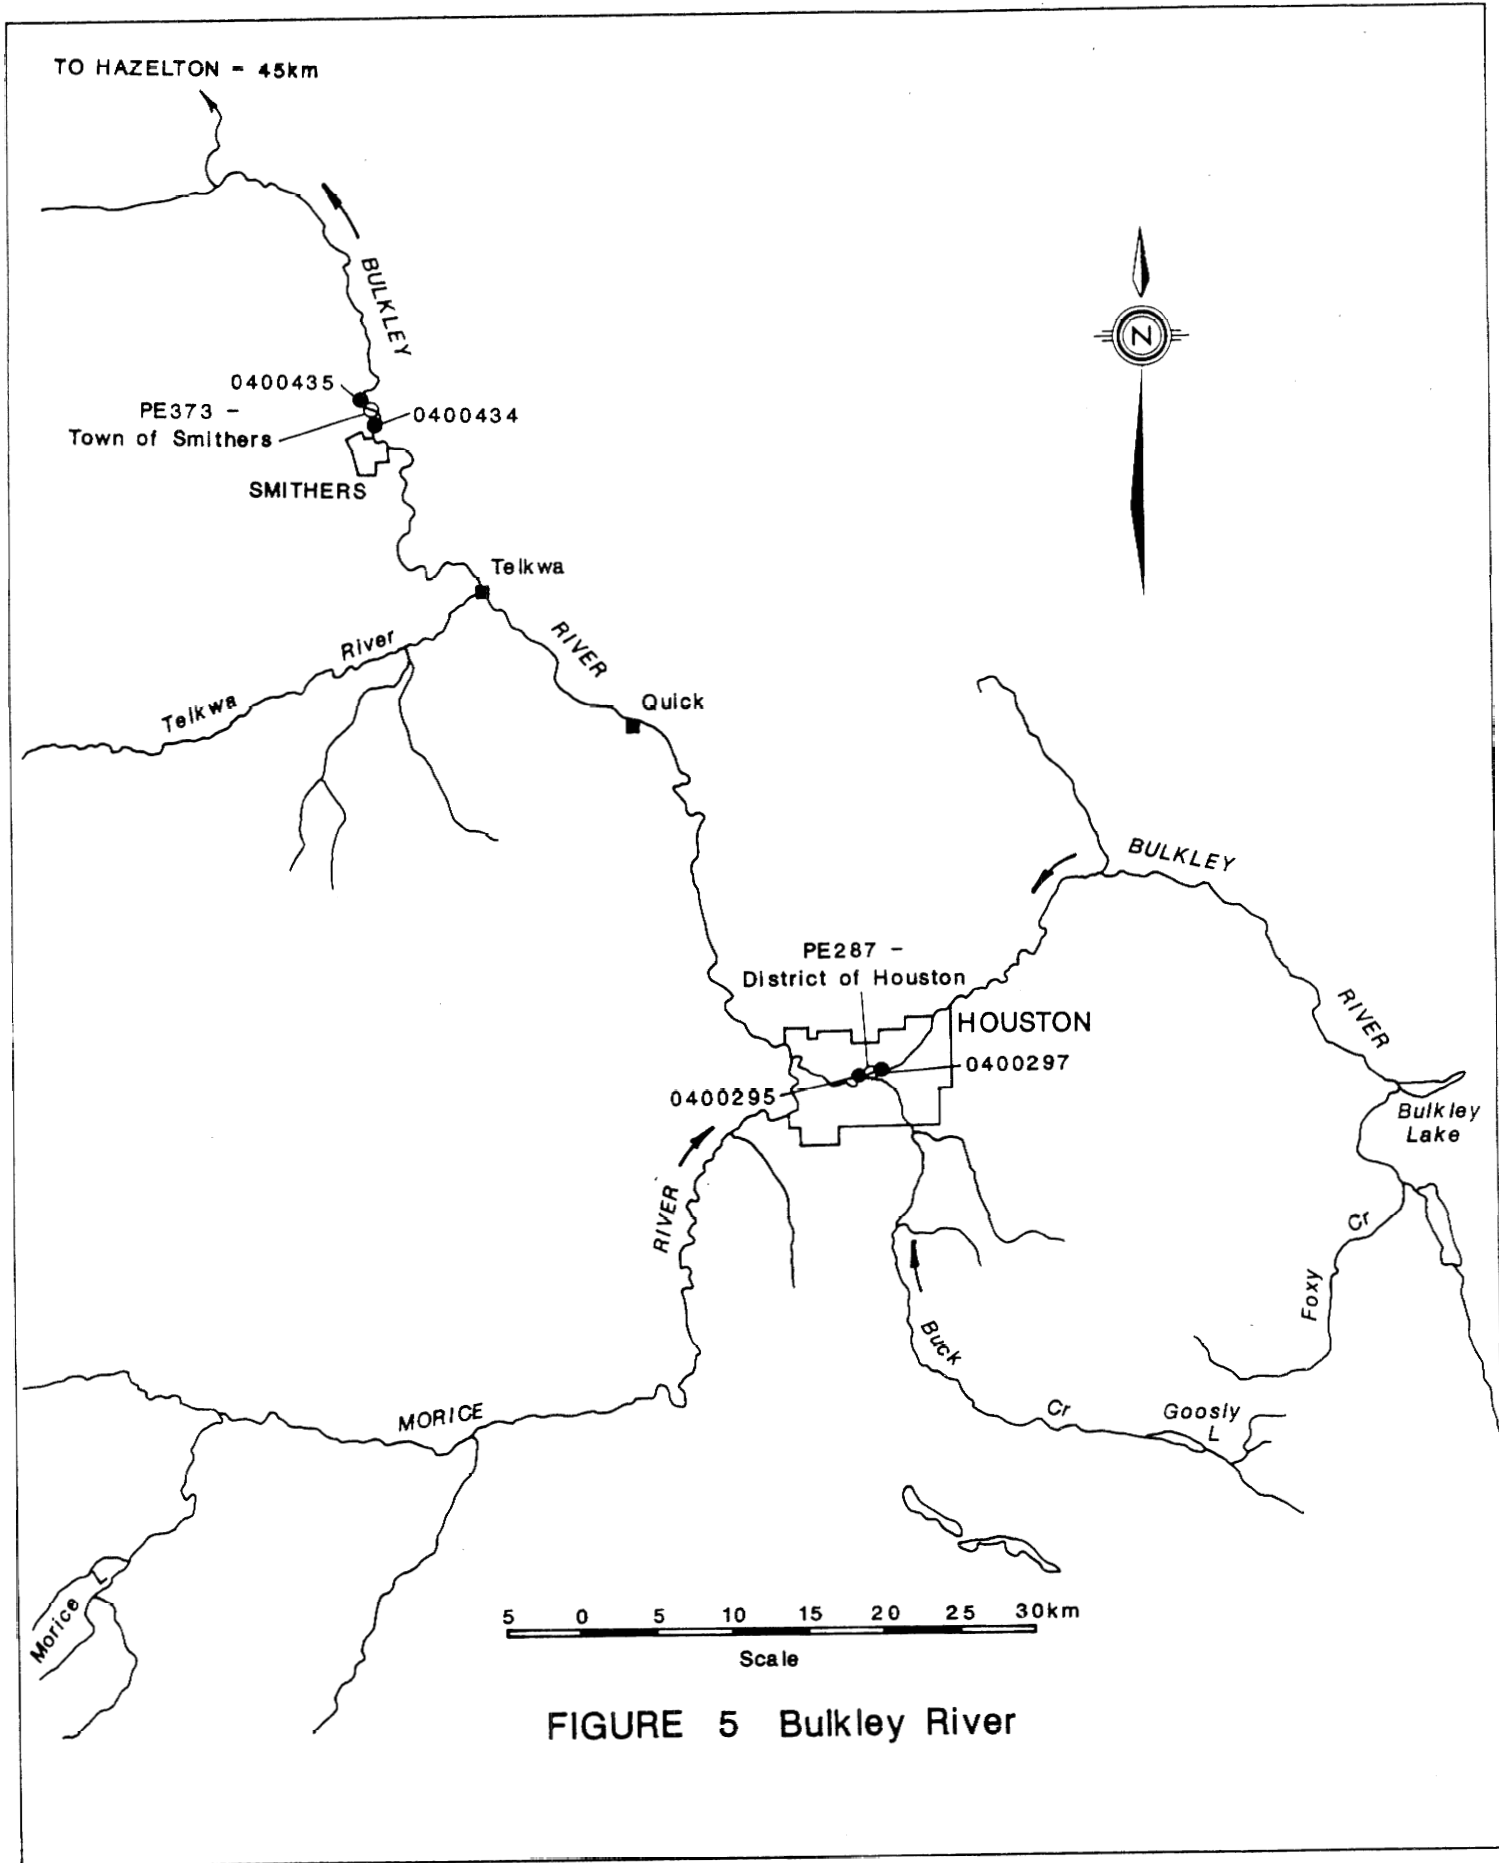 TO HAZELTON - 45km
BULKLEY
0400435
PE373 -
Town of Smithers
0400434
SMITHERS
N
Telkwa
RIVER
Telkwa River
Quick
BULKLEY
RIVER
PE287 -
District of Houston
HOUSTON
0400297
0400295
Bulkley
Lake
RIVER
Cr
Foxy
Buck
Cr
Goosly
L
MORICE
Morice L
5 0 5 10 15 20 25 30km
Scale
FIGURE 5 Bulkley River